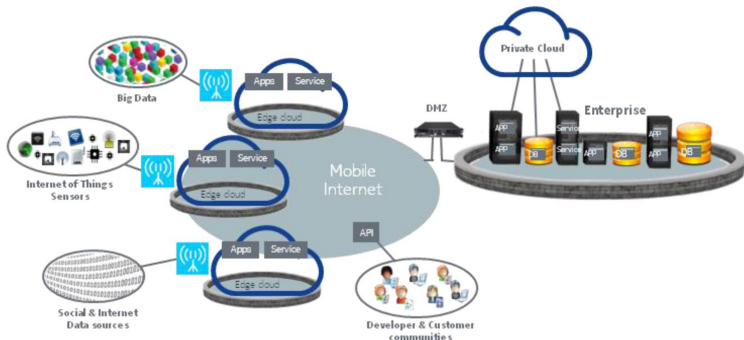 Private Cloud
Apps
Service
Big Data
Edge cloud
DMZ
Enterprise
APP
APP
DB
Service
Service
APP
DB
APP
APP
DB
Apps
Service
Internet of Things
Sensors
Edge cloud
Mobile
Internet
API
Apps
Service
Edge cloud
Social & Internet
Data sources
Developer & Customer
communities